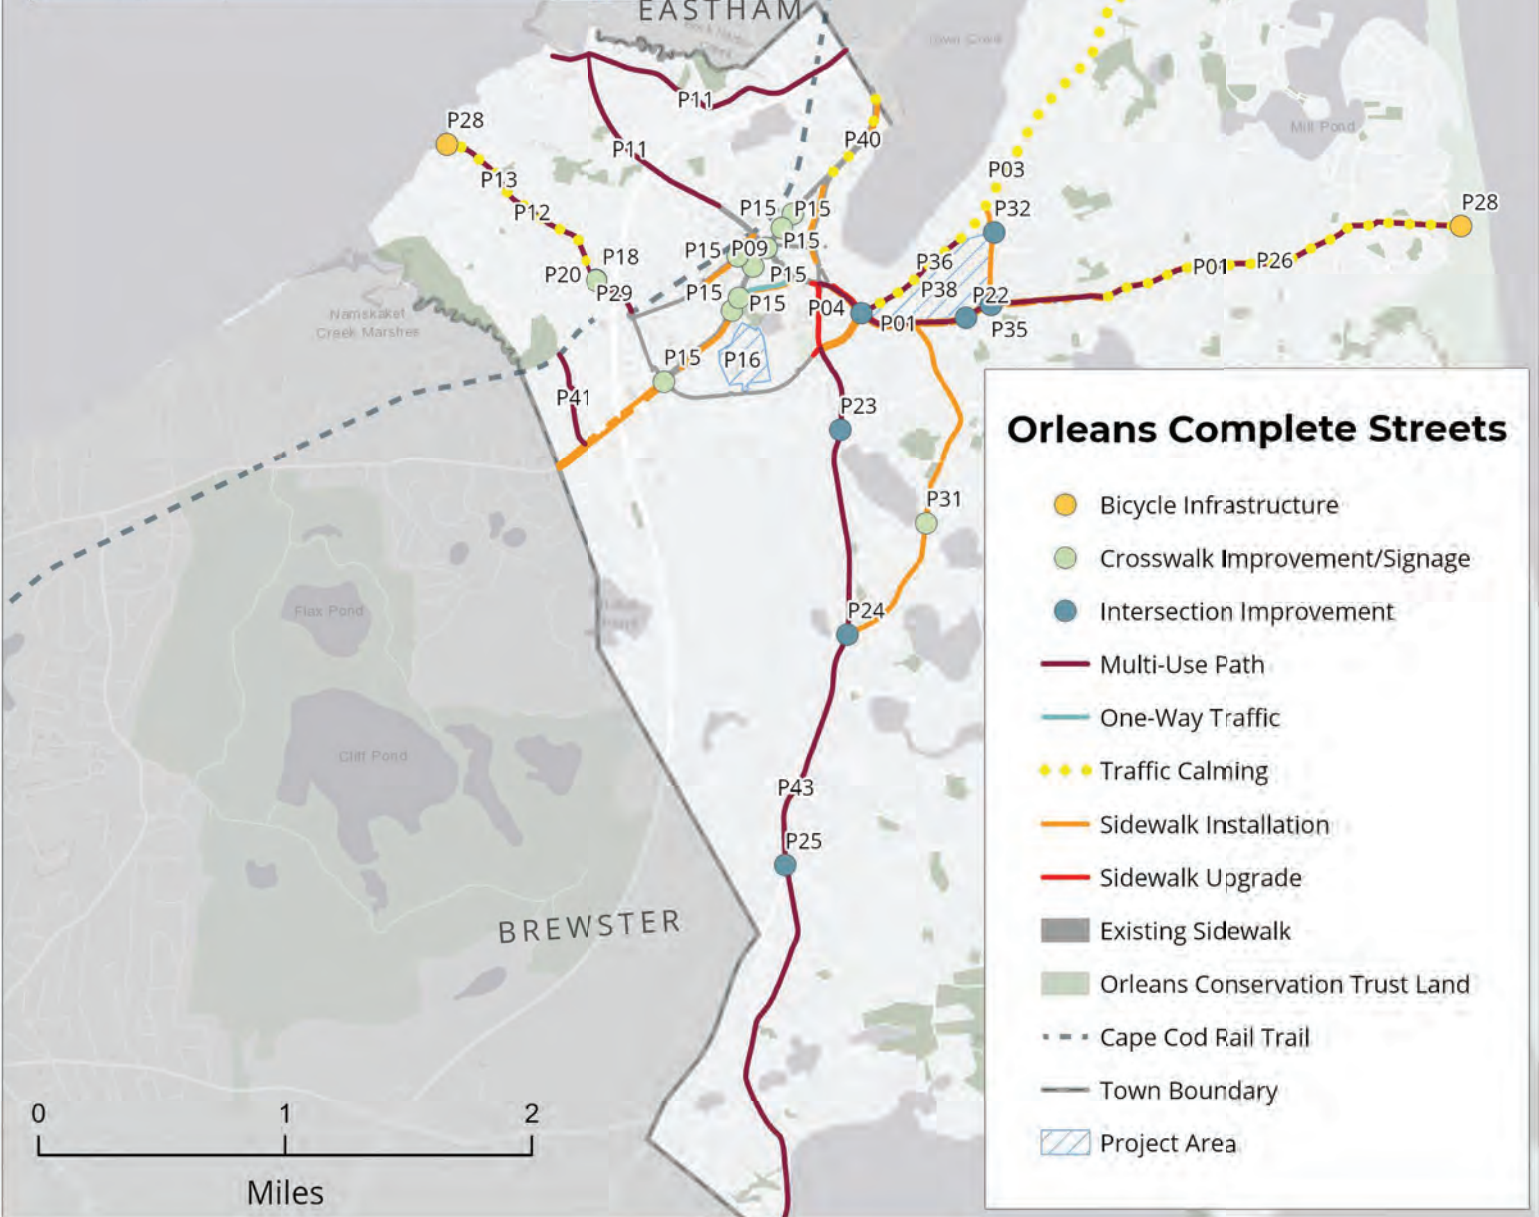 EASTHAM
Town Cove
P28
P11
P40
Mill Pond
P11
P13
P03
P12
P15
P15
P32
P28
P18
P15
P09
P15
P20
P15
P36
P01
P26
P29
P15
P15
P04
P38
P22
Namskaket
Creek Marshes
P01
P35
P15
P16
P41
P23
P31
P24
Flax Pond
Cliff Pond
P43
P25
BREWSTER
Orleans Complete Streets
Bicycle Infrastructure
Crosswalk Improvement/Signage
Intersection Improvement
Multi-Use Path
One-Way Traffic
Traffic Calming
Sidewalk Installation
Sidewalk Upgrade
Existing Sidewalk
Orleans Conservation Trust Land
Cape Cod Rail Trail
Town Boundary
Project Area
0 1 2
Miles